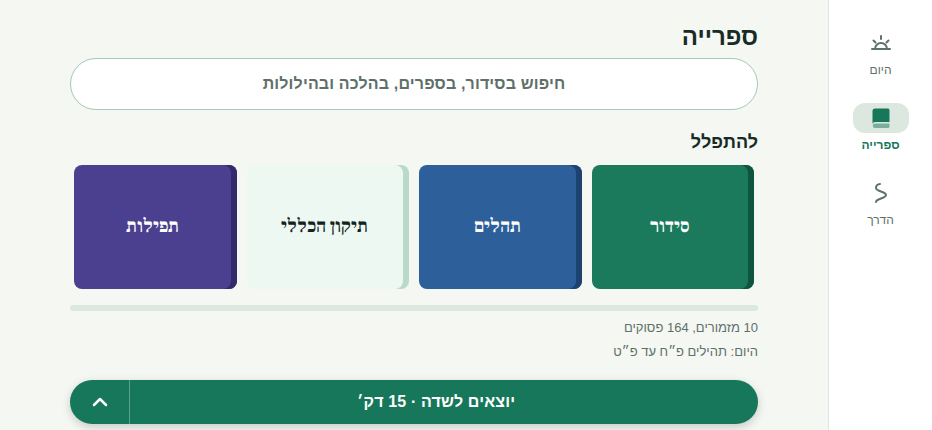 היום
ספרייה
הדרך
ספרייה
חיפוש בסידור, בספרים, בהלכה ובהילולות
להתפלל
סידור
תהלים
תיקון הכללי
תפילות
10 מזמורים, 164 פסוקים
היום: תהילים פ״ח עד פ״ט
יוצאים לשדה · 15 דק׳